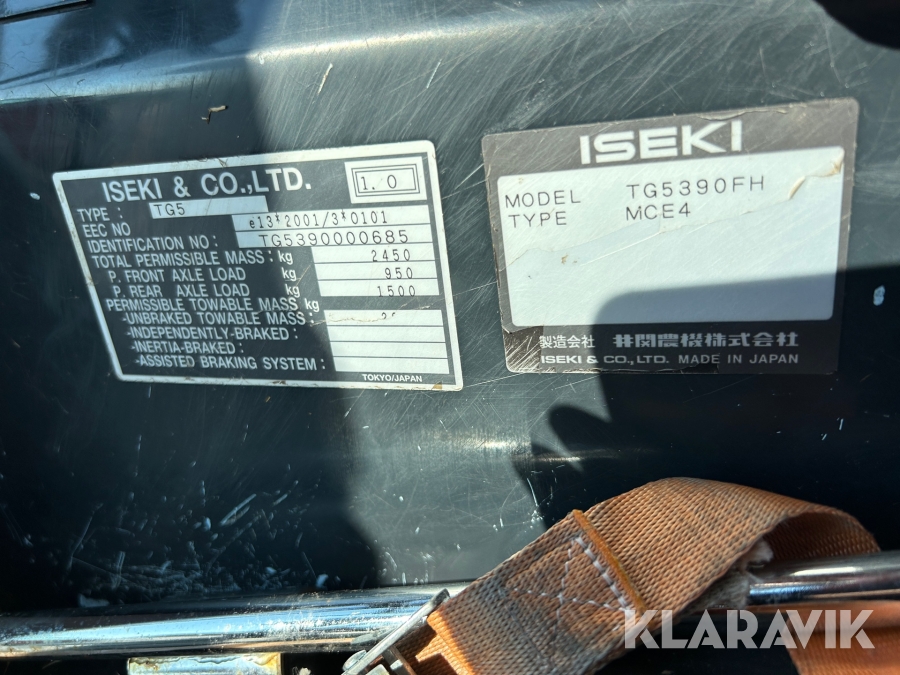 ISEKI & CO.,LTD.
1.0
TYPE : TG5
EEC NO e13*2001/3*0101
IDENTIFICATION NO : TG5390000685
TOTAL PERMISSIBLE MASS : kg 2450
P. FRONT AXLE LOAD kg 950
P. REAR AXLE LOAD kg 1500
PERMISSIBLE TOWABLE MASS kg
-UNBRAKED TOWABLE MASS :
-INDEPENDENTLY-BRAKED :
-INERTIA-BRAKED :
-ASSISTED BRAKING SYSTEM :
TOKYO/JAPAN
ISEKI
MODEL TG5390FH
TYPE MCE4
製造会社 井関農機株式会社
ISEKI & CO., LTD. MADE IN JAPAN
KLARAVIK